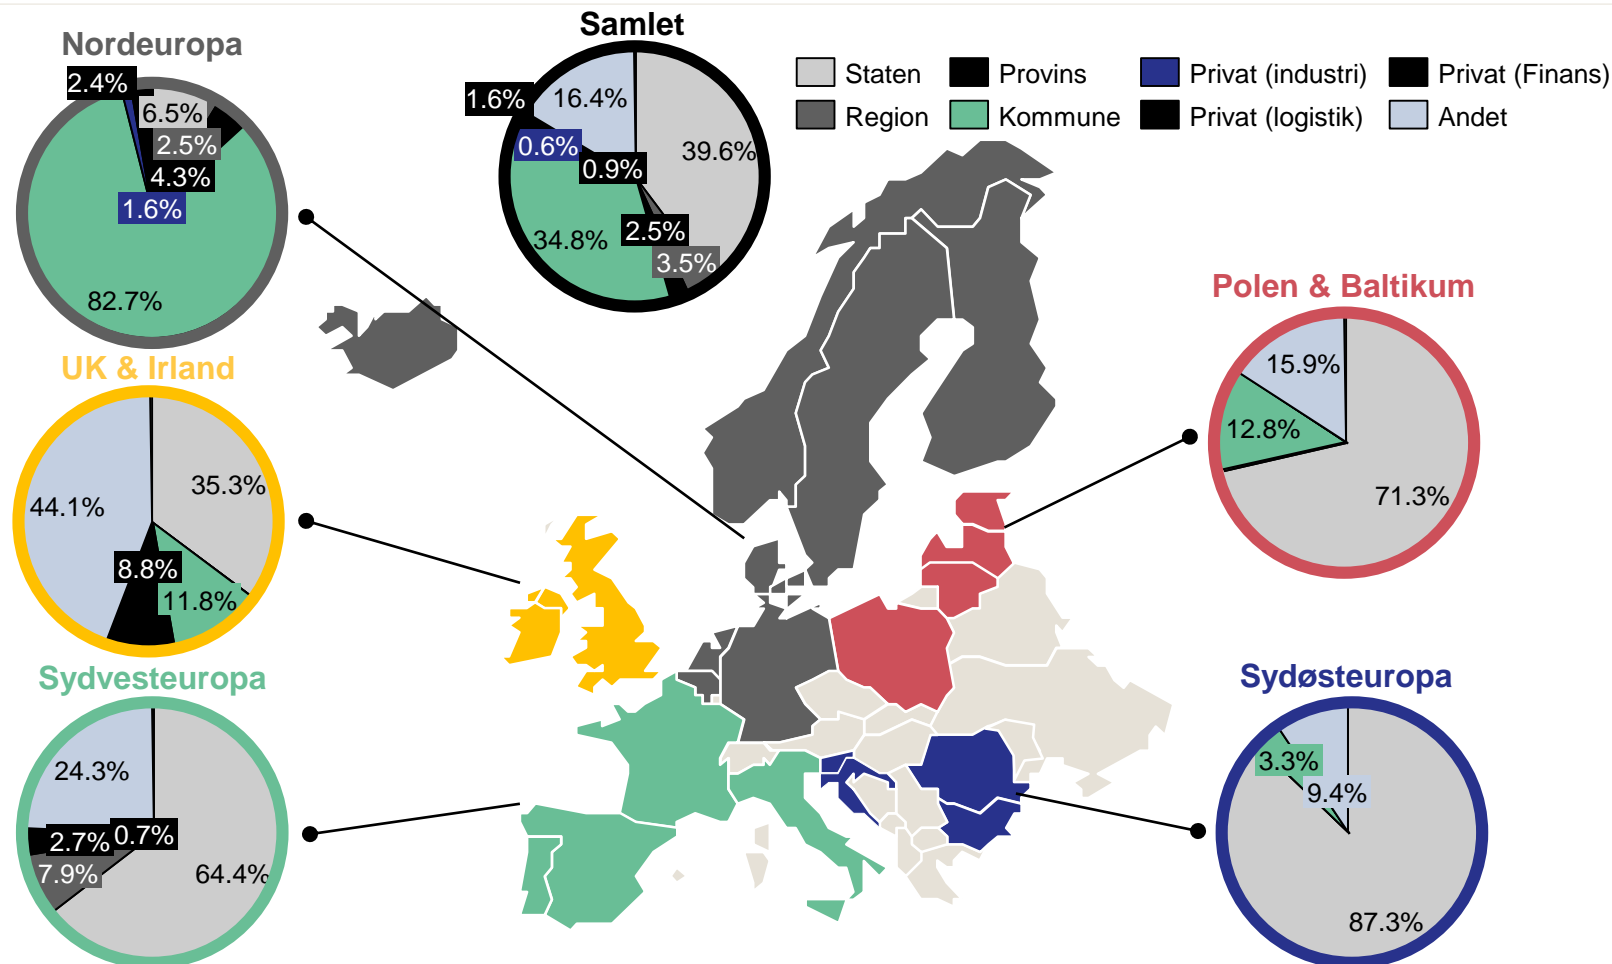 Samlet
39.6%
3.5%
2.5%
34.8%
0.6%
0.9%
1.6%
16.4%
Staten
Provins
Privat (industri)
Privat (Finans)
Region
Kommune
Privat (logistik)
Andet
Nordeuropa
2.4%
6.5%
2.5%
4.3%
1.6%
82.7%
UK & Irland
35.3%
44.1%
8.8%
11.8%
Sydvesteuropa
24.3%
2.7%
0.7%
7.9%
64.4%
Polen & Baltikum
15.9%
12.8%
71.3%
Sydøsteuropa
3.3%
9.4%
87.3%